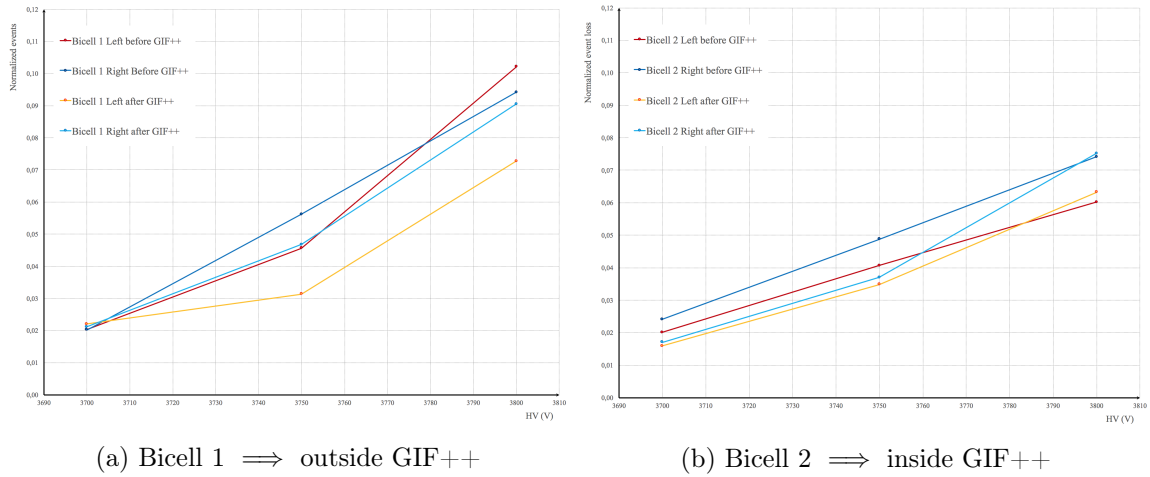 Normalized events
0,12
0,11
0,10
0,09
0,08
0,07
0,06
0,05
0,04
0,03
0,02
0,01
0,00
Bicell 1 Left before GIF++
Bicell 1 Right Before GIF++
Bicell 1 Left after GIF++
Bicell 1 Right after GIF++
3690 3700 3710 3720 3730 3740 3750 3760 3770 3780 3790 3800 3810
HV (V)
(a) Bicell 1 ⟹ outside GIF++
Normalized event loss
0,12
0,11
0,10
0,09
0,08
0,07
0,06
0,05
0,04
0,03
0,02
0,01
0,00
Bicell 2 Left before GIF++
Bicell 2 Right before GIF++
Bicell 2 Left after GIF++
Bicell 2 Right after GIF++
3690 3700 3710 3720 3730 3740 3750 3760 3770 3780 3790 3800 3810
HV (V)
(b) Bicell 2 ⟹ inside GIF++